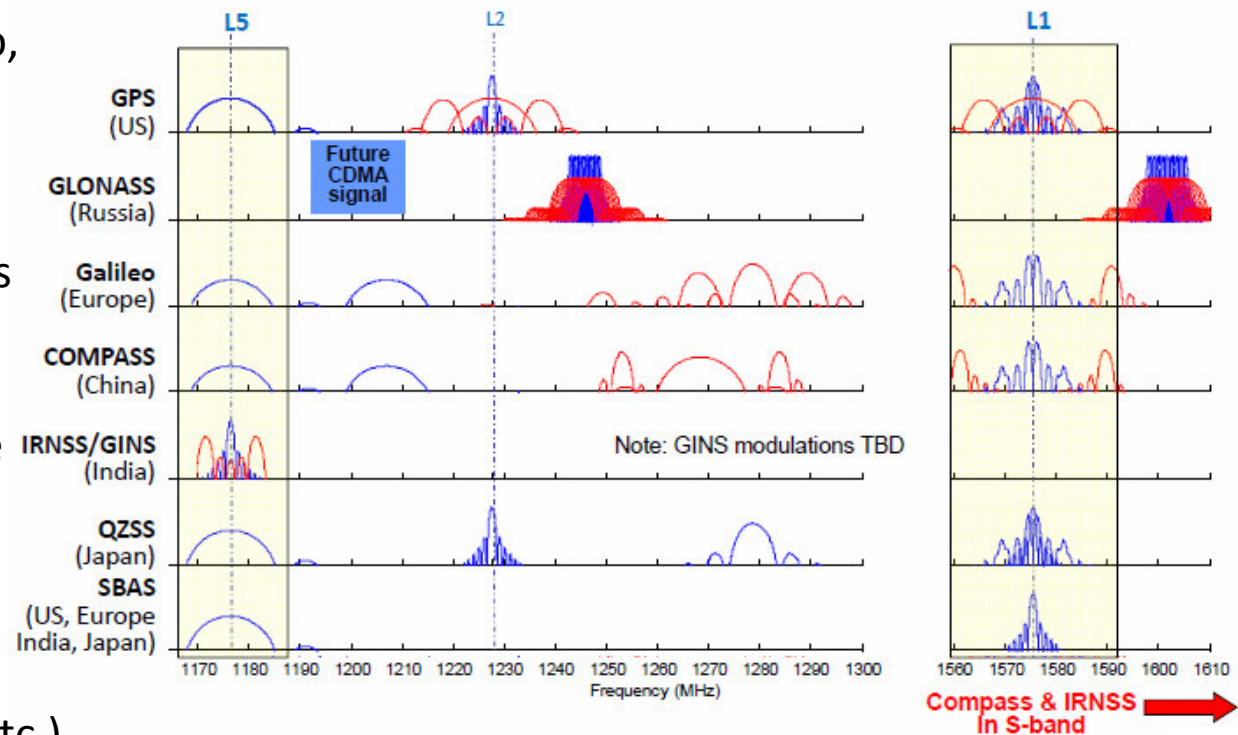 L5
L2
L1
GPS
(US)
Future
CDMA
signal
GLONASS
(Russia)
Galileo
(Europe)
COMPASS
(China)
IRNSS/GINS
(India)
Note: GINS modulations TBD
QZSS
(Japan)
SBAS
(US, Europe
India, Japan)
1170 1180 1190 1200 1210 1220 1230 1240 1250 1260 1270 1280 1290 1300
1560 1570 1580 1590 1600 1610
Frequency (MHz)
Compass & IRNSS
In S-band
tc.)